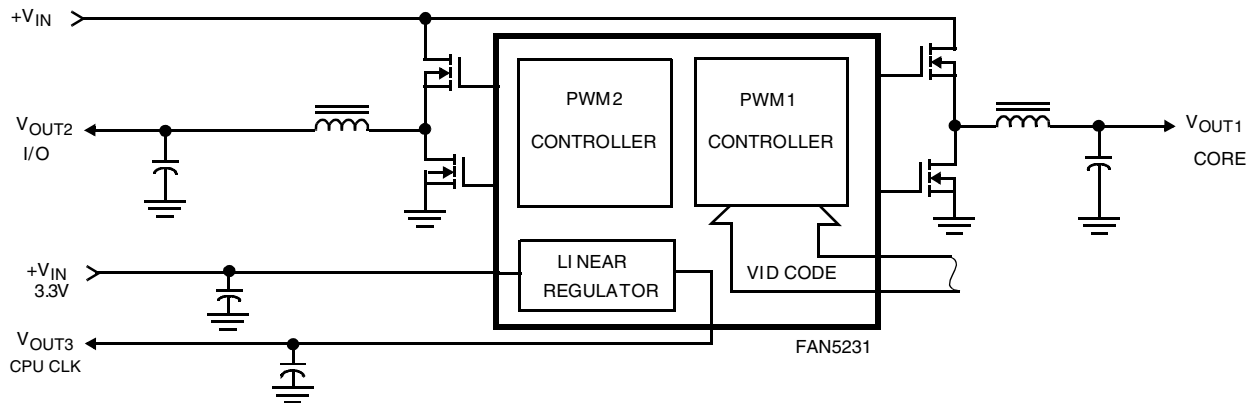 +VIN
PWM2
CONTROLLER
PWM1
CONTROLLER
VOUT2
I/O
VOUT1
CORE
+VIN
3.3V
LINEAR
REGULATOR
VID CODE
VOUT3
CPU CLK
FAN5231